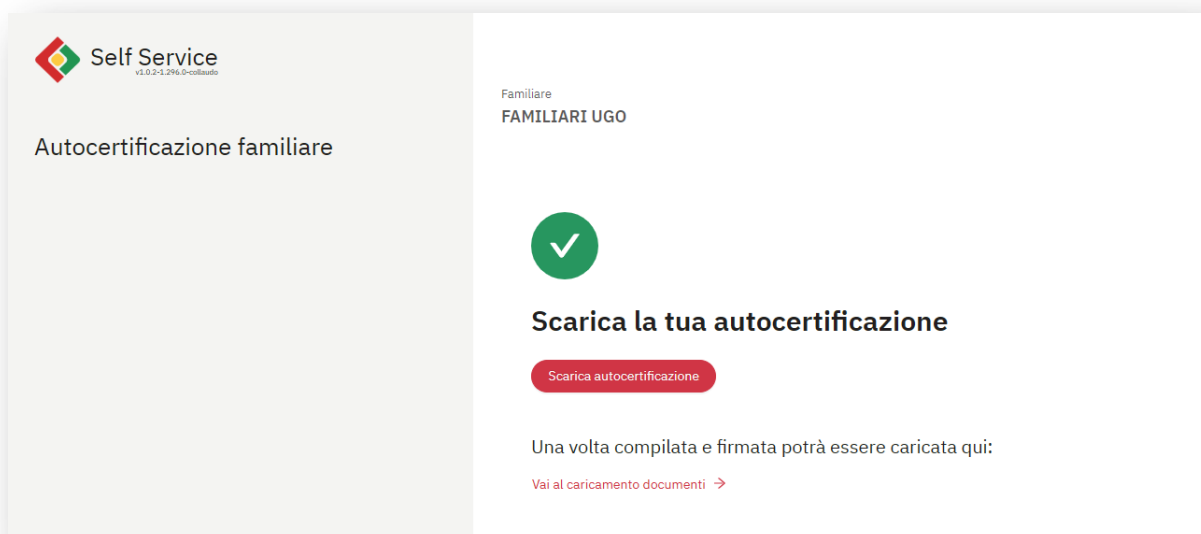 Self Service
v1.0.2-1.296.0-collaudo
Autocertificazione familiare
Familiare
FAMILIARI UGO
Scarica la tua autocertificazione
Scarica autocertificazione
Una volta compilata e firmata potrà essere caricata qui:
Vai al caricamento documenti →